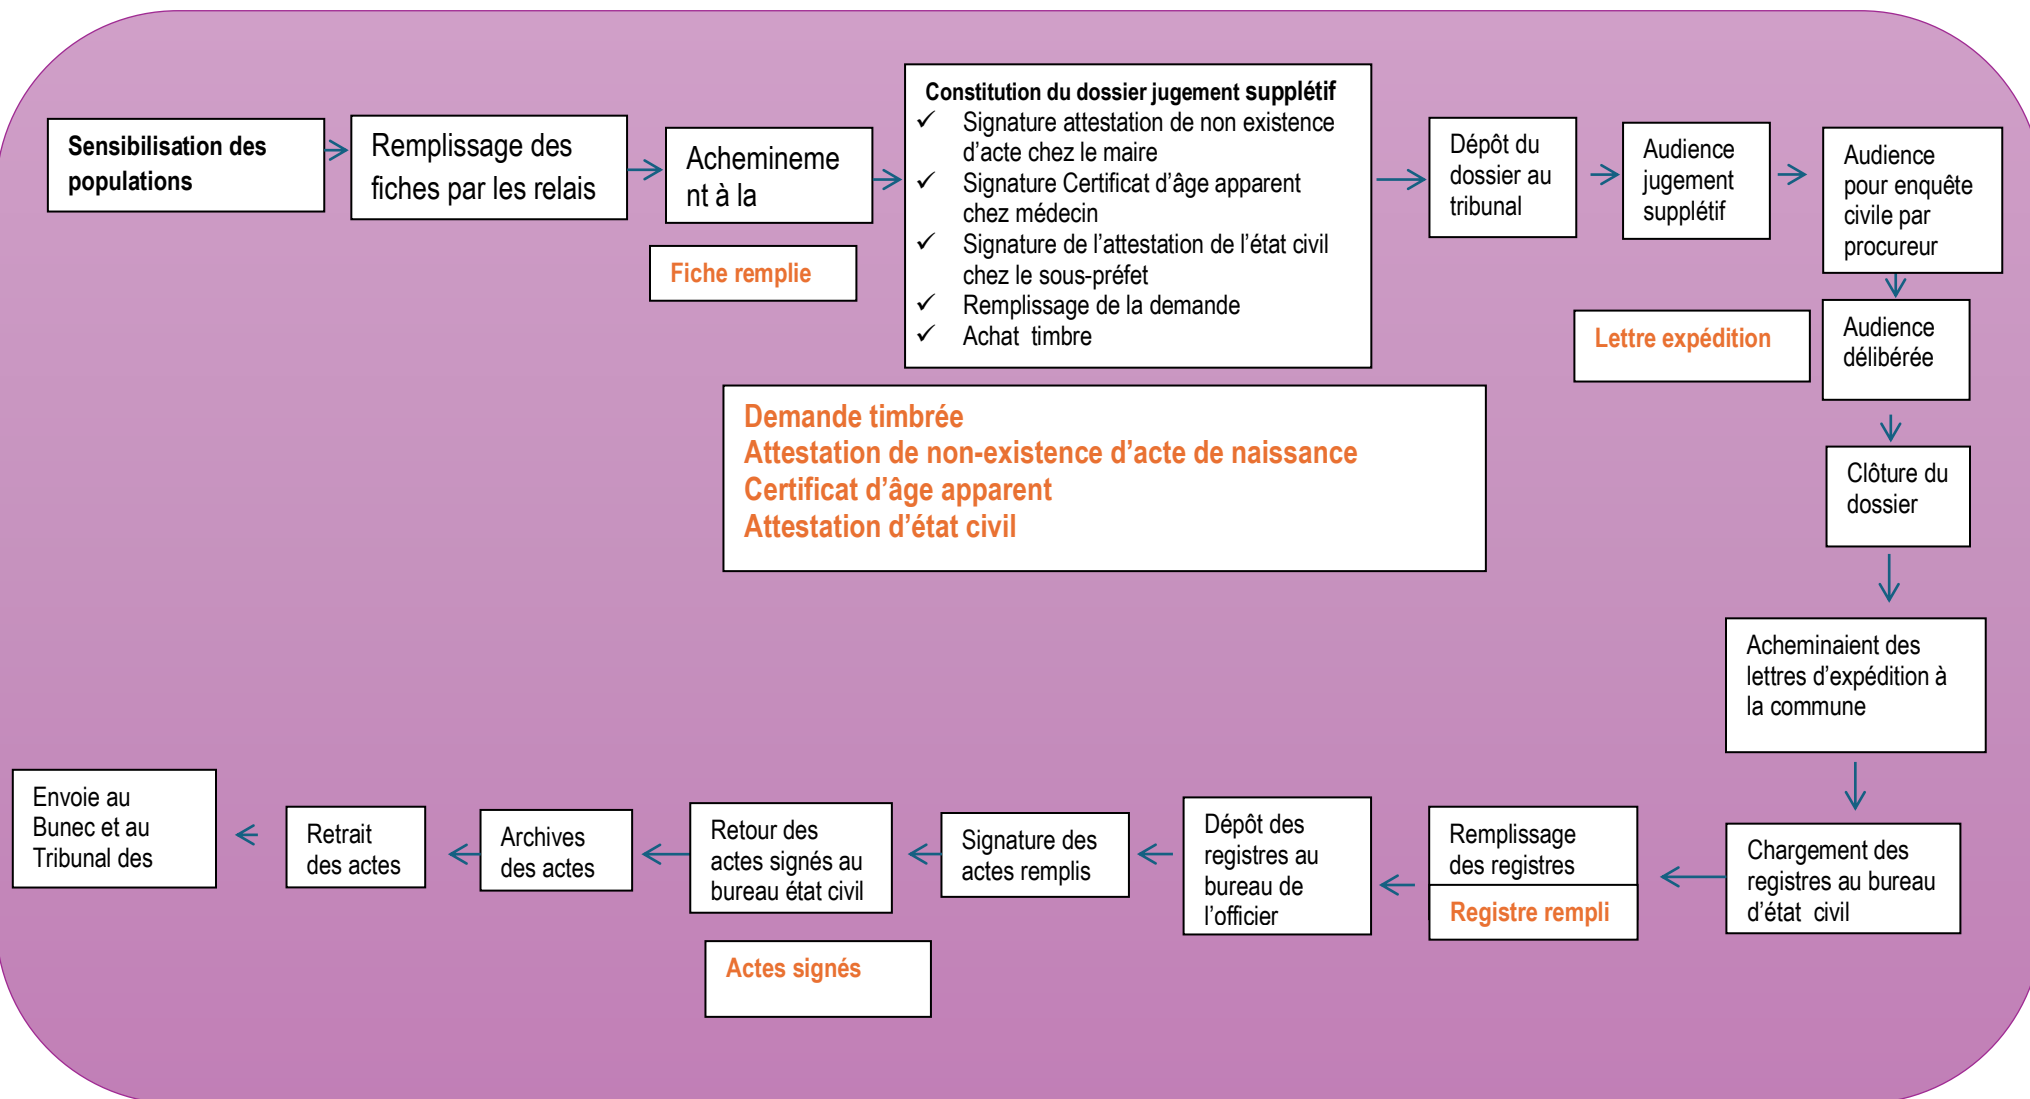 Sensibilisation des
populations
Remplissage des
fiches par les relais
Achemineme
nt à la
Fiche remplie
Constitution du dossier jugement supplétif
✓ Signature attestation de non existence
d'acte chez le maire
✓ Signature Certificat d'âge apparent
chez médecin
✓ Signature de l'attestation de l'état civil
chez le sous-préfet
✓ Remplissage de la demande
✓ Achat timbre
Demande timbrée
Attestation de non-existence d'acte de naissance
Certificat d'âge apparent
Attestation d'état civil
Dépôt du
dossier au
tribunal
Audience
jugement
supplétif
Audience
pour enquête
civile par
procureur
Lettre expédition
Audience
délibérée
Clôture du
dossier
Acheminaient des
lettres d'expédition à
la commune
Chargement des
registres au bureau
d'état civil
Remplissage
des registres
Registre rempli
Dépôt des
registres au
bureau de
l'officier
Signature des
actes remplis
Retour des
actes signés au
bureau état civil
Actes signés
Archives
des actes
Retrait
des actes
Envoie au
Bunec et au
Tribunal des